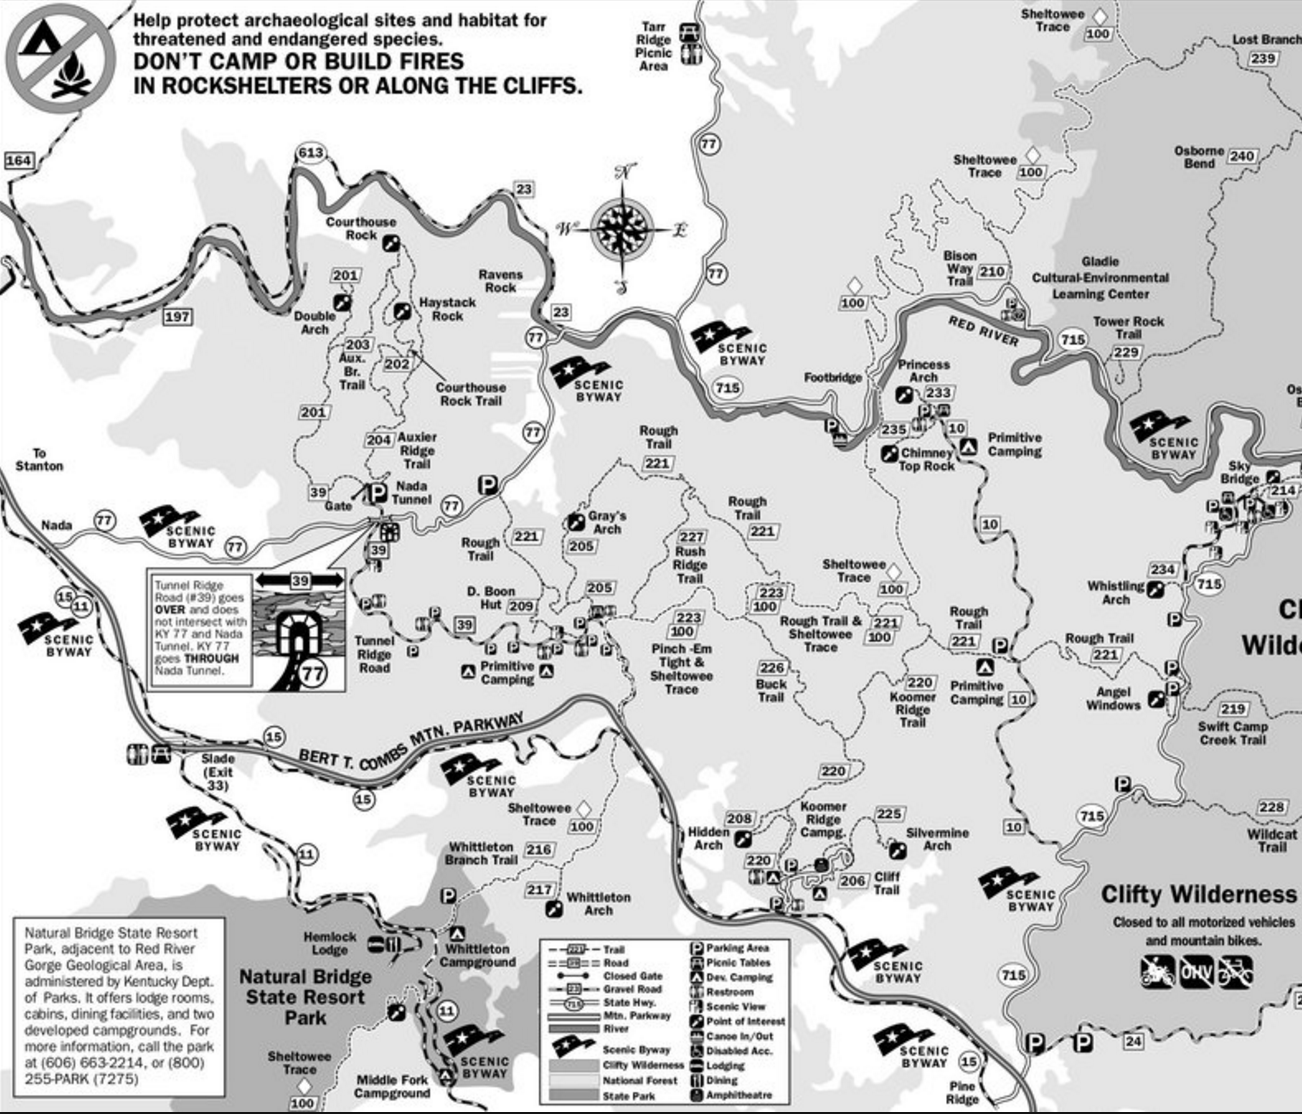 Help protect archaeological sites and habitat for
threatened and endangered species.
DON'T CAMP OR BUILD FIRES
IN ROCKSHELTERS OR ALONG THE CLIFFS.
Tarr
Ridge
Picnic
Area
Sheltowee
Trace
100
Lost Branch
239
164
613
23
77
Sheltowee
Trace
100
Osborne
Bend
240
N
W
E
S
Courthouse
Rock
201
Double
Arch
Haystack
Rock
Ravens
Rock
197
23
77
77
100
Bison
Way
Trail
210
Gladie
Cultural-Environmental
Learning Center
RED RIVER
715
Tower Rock
Trail
229
203
Aux.
Br.
Trail
202
Courthouse
Rock Trail
SCENIC
BYWAY
SCENIC
BYWAY
715
Footbridge
Princess
Arch
233
Os
201
204
Auxier
Ridge
Trail
77
235
10
Chimney
Top Rock
Primitive
Camping
SCENIC
BYWAY
To
Stanton
Rough
Trail
221
Sky
Bridge
214
39
Gate
Nada
Tunnel
77
Nada
77
SCENIC
BYWAY
77
Gray's
Arch
205
Rough
Trail
221
10
39
Rough
Trail
221
227
Rush
Ridge
Trail
Tunnel Ridge
Road (#39) goes
OVER and does
not intersect with
KY 77 and Nada
Tunnel. KY 77
goes THROUGH
Nada Tunnel.
39
77
15
11
SCENIC
BYWAY
Sheltowee
Trace
100
234
Whistling
Arch
715
D. Boon
Hut
209
205
223
100
39
Tunnel
Ridge
Road
223
100
Pinch -Em
Tight &
Sheltowee
Trace
Rough Trail &
Sheltowee
Trace
221
100
Rough
Trail
221
Rough Trail
221
Cl
Wilde
Primitive
Camping
226
Buck
Trail
220
Koomer
Ridge
Trail
Primitive
Camping
10
Angel
Windows
219
Swift Camp
Creek Trail
15
BERT T. COMBS MTN. PARKWAY
Slade
(Exit
33)
15
SCENIC
BYWAY
220
SCENIC
BYWAY
11
Sheltowee
Trace
100
Hidden
Arch
208
Koomer
Ridge
Campg.
225
Silvermine
Arch
10
715
228
Wildcat
Trail
Whittleton
Branch Trail
216
217
Whittleton
Arch
220
206
Cliff
Trail
SCENIC
BYWAY
Clifty Wilderness
Closed to all motorized vehicles
and mountain bikes.
OHV
Natural Bridge State Resort
Park, adjacent to Red River
Gorge Geological Area, is
administered by Kentucky Dept.
of Parks. It offers lodge rooms,
cabins, dining facilities, and two
developed campgrounds. For
more information, call the park
at (606) 663-2214, or (800)
255-PARK (7275)
Hemlock
Lodge
Whittleton
Campground
Natural Bridge
State Resort
Park
11
SCENIC
BYWAY
Sheltowee
Trace
100
Middle Fork
Campground
221
Trail
Road
Closed Gate
23
Gravel Road
715
State Hwy.
Mtn. Parkway
River
Scenic Byway
Clifty Wilderness
National Forest
State Park
Parking Area
Picnic Tables
Dev. Camping
Restroom
Scenic View
Point of Interest
Canoe In/Out
Disabled Acc.
Lodging
Dining
Amphitheatre
SCENIC
BYWAY
715
SCENIC
BYWAY
15
Pine
Ridge
24
2